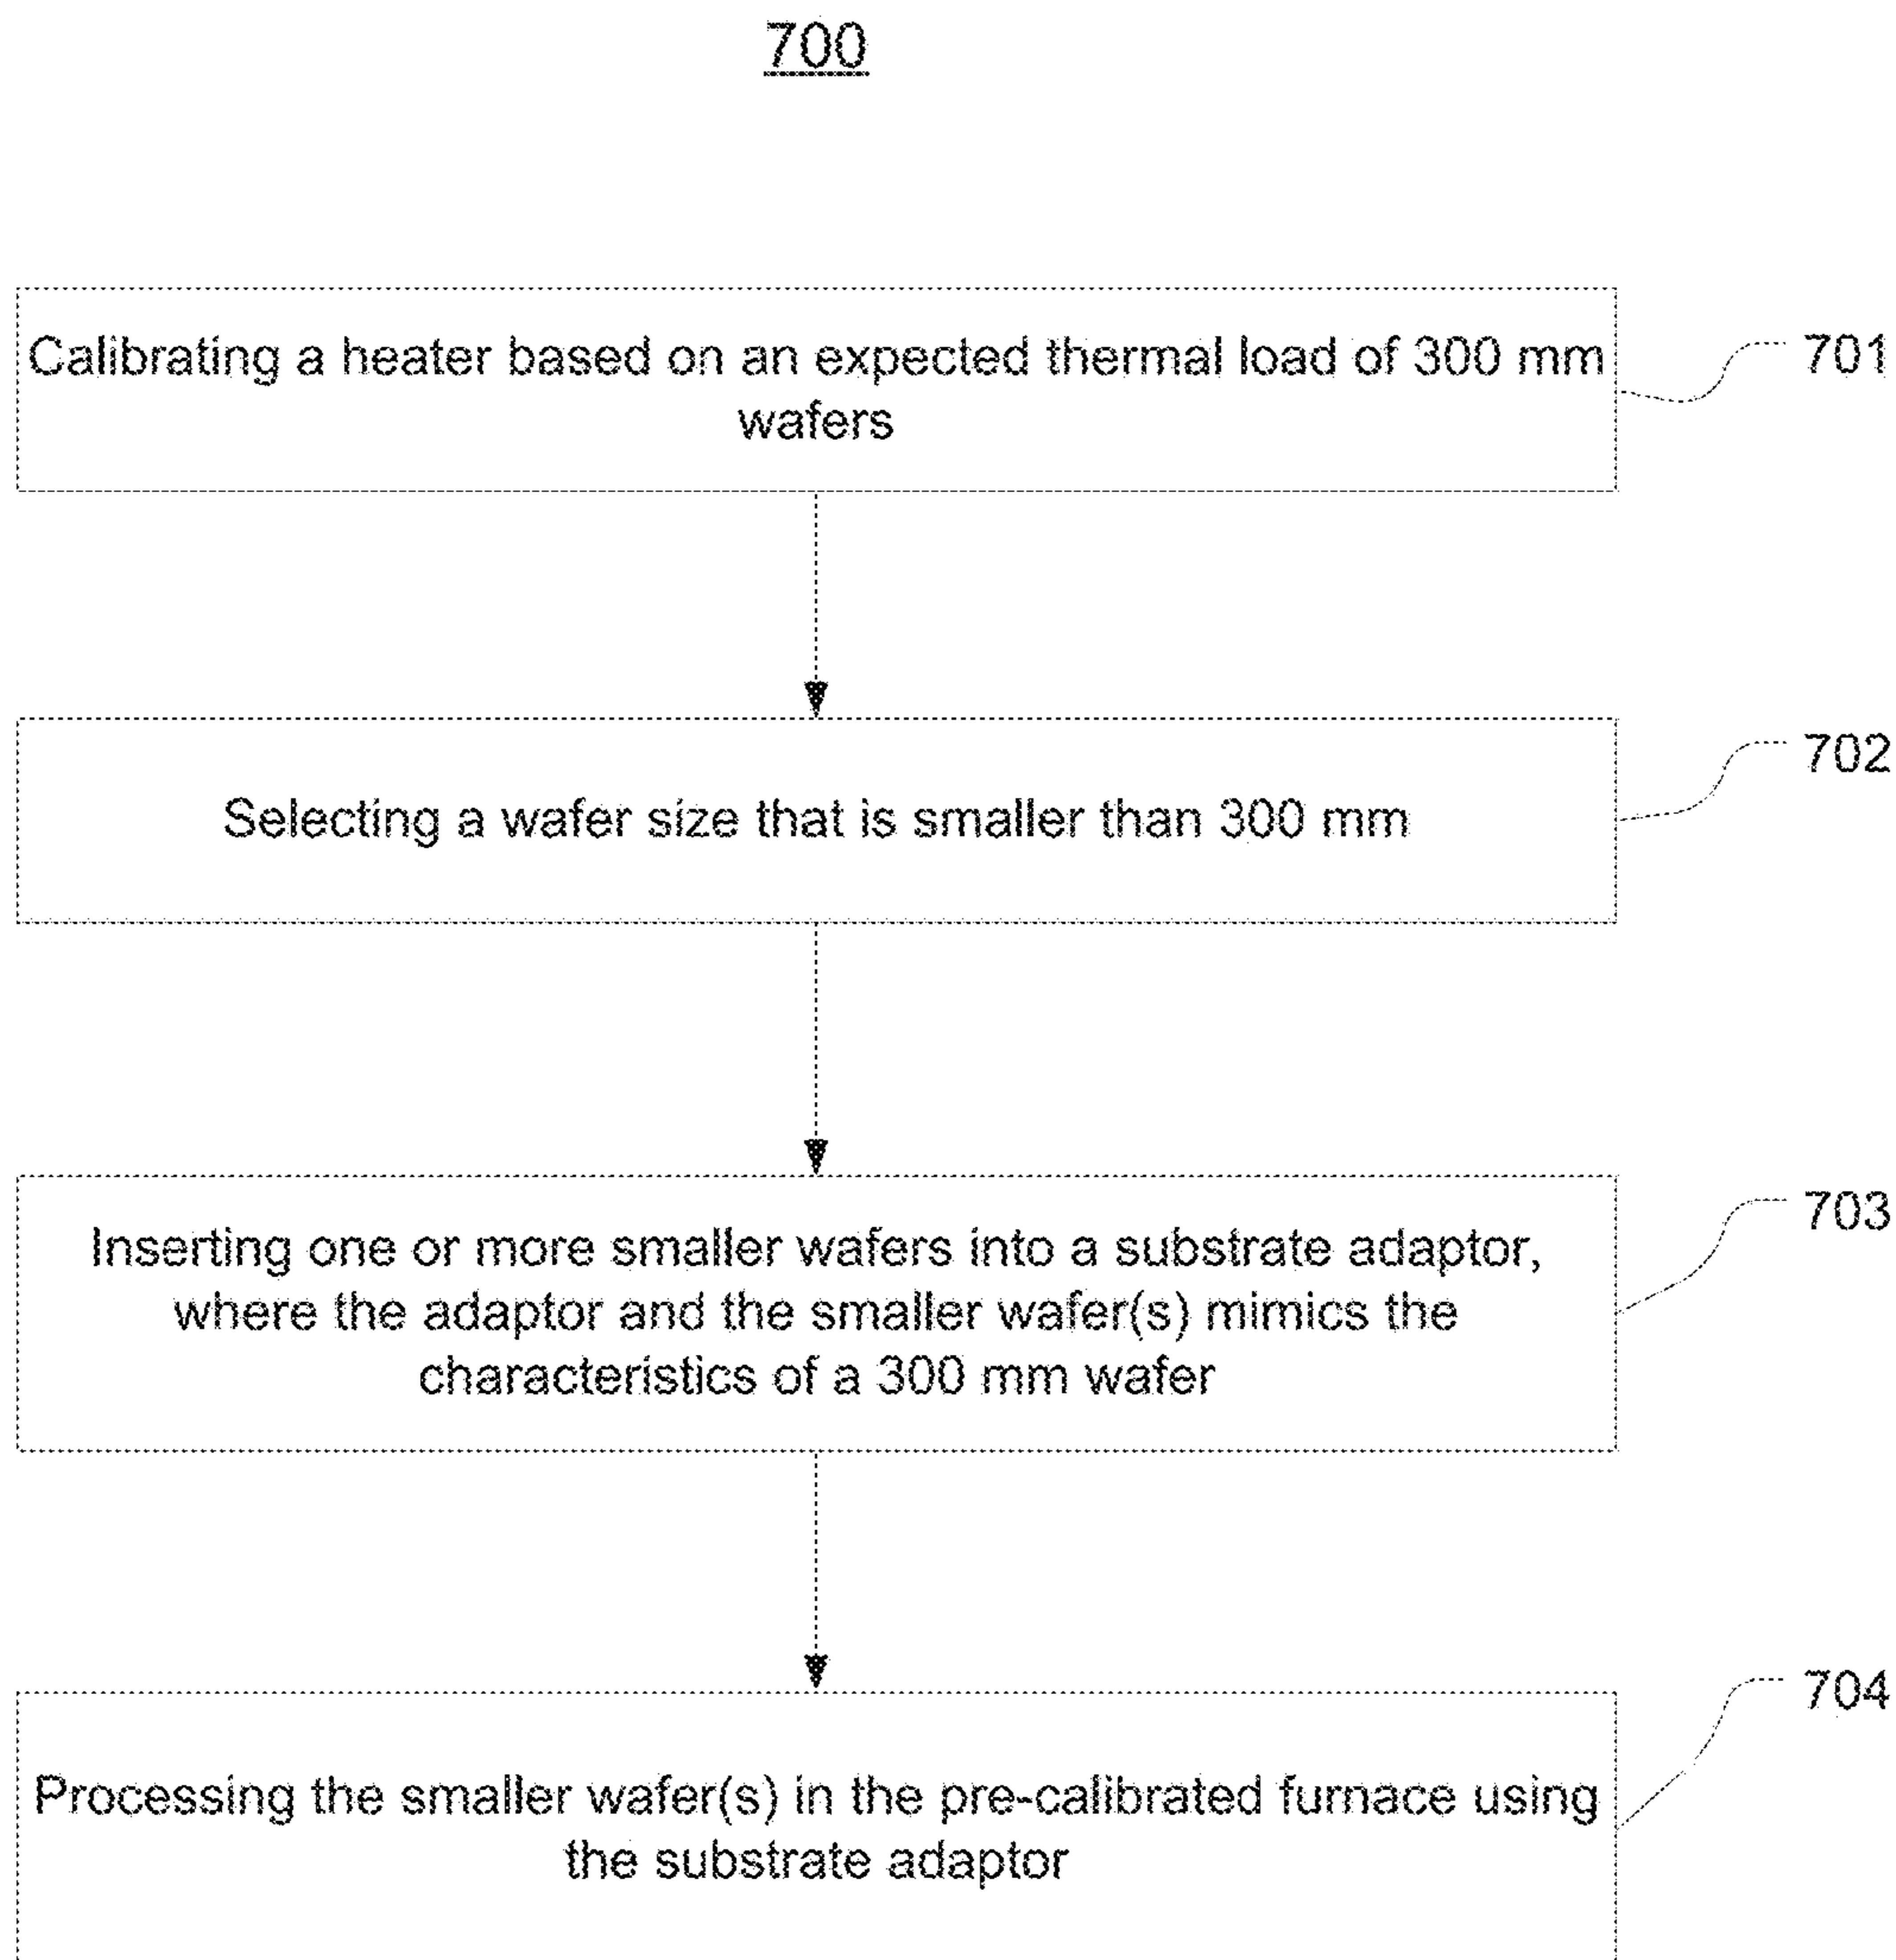 700
Calibrating a heater based on an expected thermal load of 300 mm
wafers
701
Selecting a wafer size that is smaller than 300 mm
702
Inserting one or more smaller wafers into a substrate adaptor,
where the adaptor and the smaller wafer(s) mimics the
characteristics of a 300 mm wafer
703
Processing the smaller wafer(s) in the pre-calibrated furnace using
the substrate adaptor
704